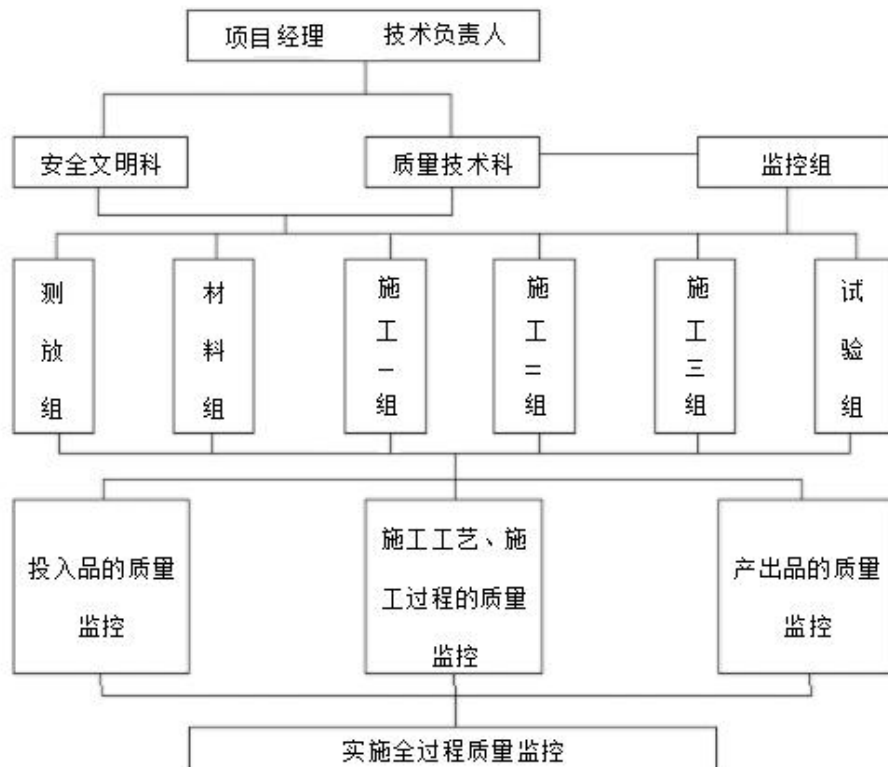 项目经理 技术负责人
安全文明科
质量技术科
监控组
测放组
材料组
施工一组
施工二组
施工三组
试验组
投入品的质量
监控
施工工艺、施
工过程的质量
监控
产出品的质量
监控
实施全过程质量监控